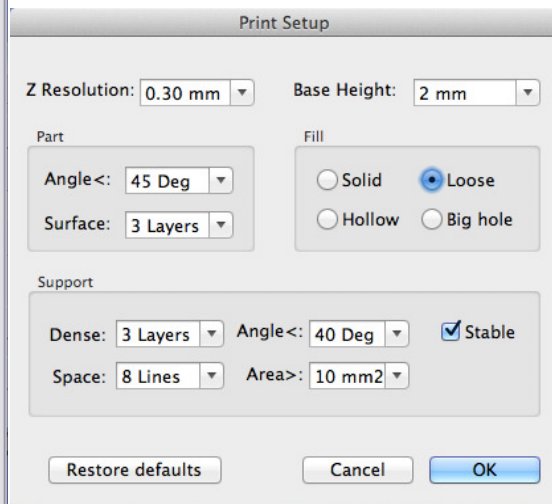 Print Setup
Z Resolution: 0.30 mm Base Height: 2 mm
Part
Angle<: 45 Deg
Surface: 3 Layers
Fill
Solid Loose
Hollow Big hole
Support
Dense: 3 Layers Angle<: 40 Deg Stable
Space: 8 Lines Area>: 10 mm2
Restore defaults Cancel OK